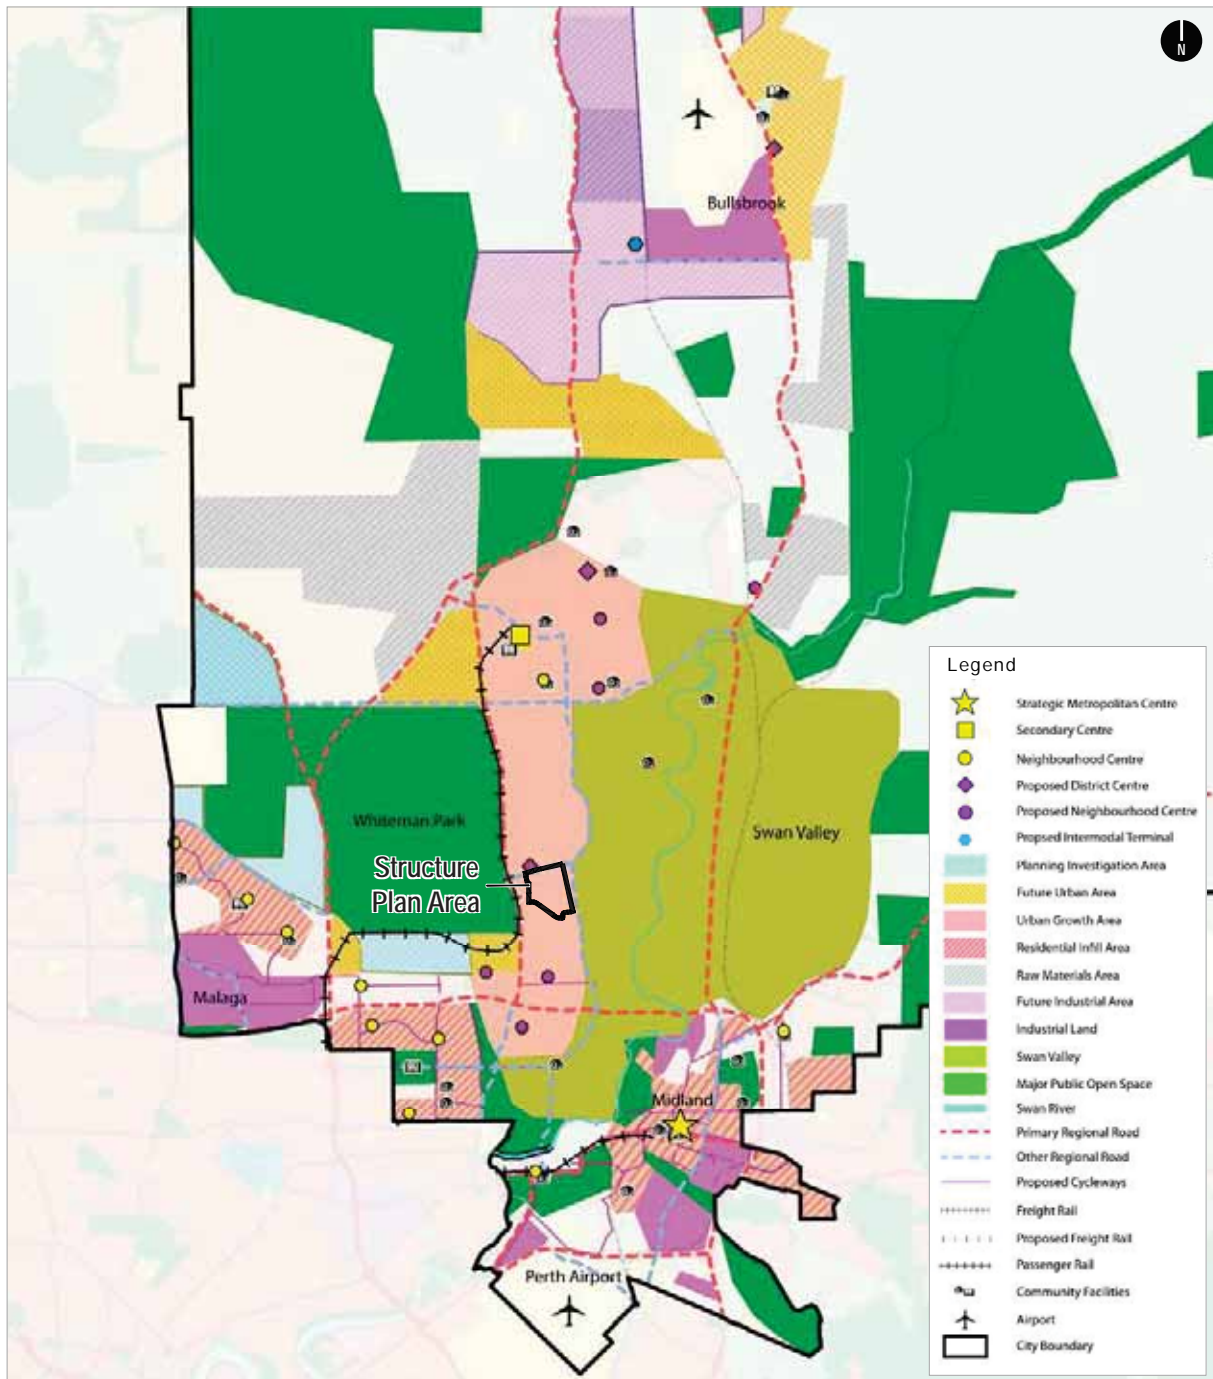 N
Bullsbrook
Whiteman Park
Structure
Plan Area
Swan Valley
Malaga
Midland
Perth Airport
Legend
Strategic Metropolitan Centre
Secondary Centre
Neighbourhood Centre
Proposed District Centre
Proposed Neighbourhood Centre
Propsed Intermodal Terminal
Planning Investigation Area
Future Urban Area
Urban Growth Area
Residential Infill Area
Raw Materials Area
Future Industrial Area
Industrial Land
Swan Valley
Major Public Open Space
Swan River
Primary Regional Road
Other Regional Road
Proposed Cycleways
Freight Rail
Proposed Freight Rail
Passenger Rail
Community Facilities
Airport
City Boundary